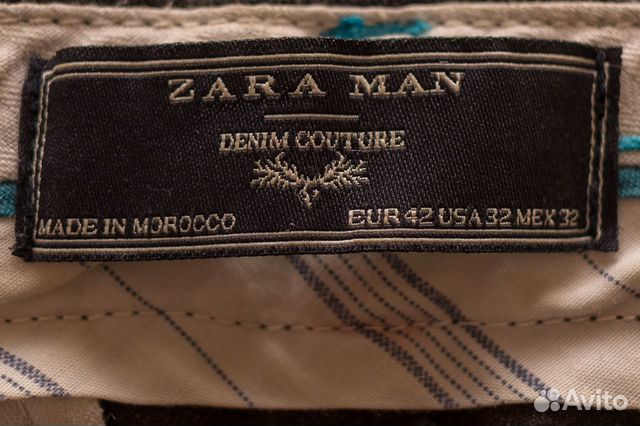 ZARA MAN
DENIM COUTURE
MADE IN MOROCCO EUR 42 USA 32 MEX 32
Avito